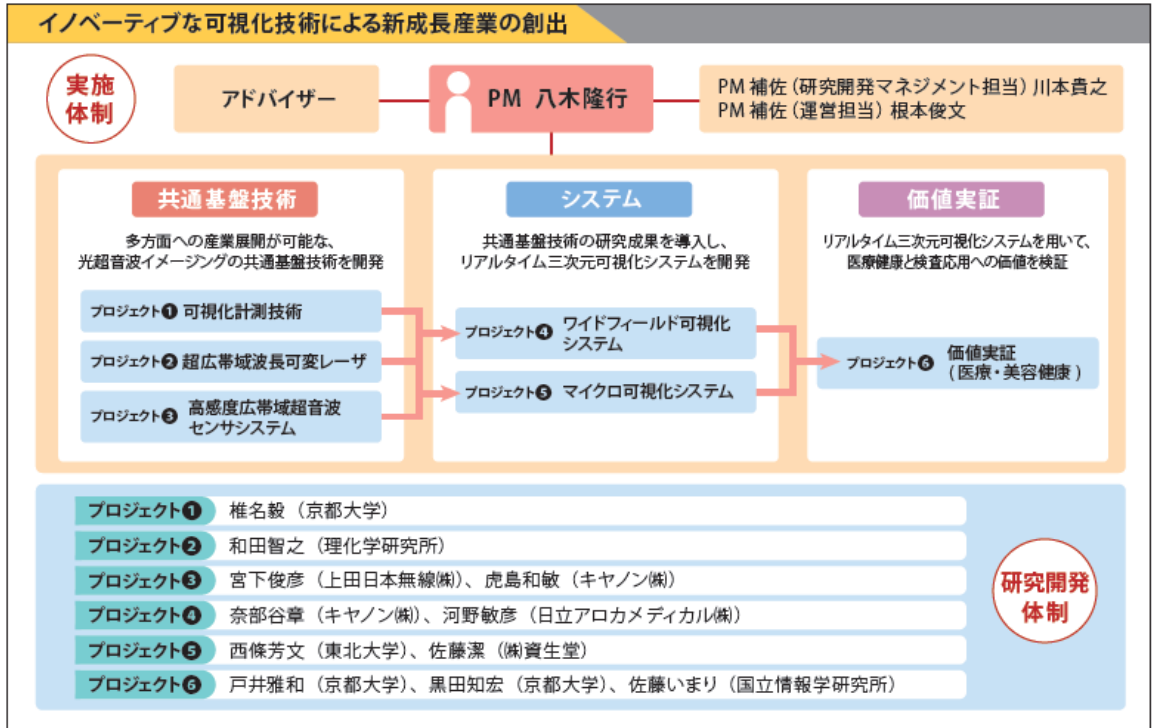 イノベーティブな可視化技術による新成長産業の創出
実施
体制
アドバイザー
PM 八木隆行
PM 補佐（研究開発マネジメント担当）川本貴之
PM 補佐（運営担当）根本俊文
共通基盤技術
多方面への産業展開が可能な、
光超音波イメージングの共通基盤技術を開発
プロジェクト❶ 可視化計測技術
プロジェクト❷ 超広帯域波長可変レーザ
プロジェクト❸ 高感度広帯域超音波
センサシステム
システム
共通基盤技術の研究成果を導入し、
リアルタイム三次元可視化システムを開発
プロジェクト❹ ワイドフィールド可視化
システム
プロジェクト❺ マイクロ可視化システム
価値実証
リアルタイム三次元可視化システムを用いて、
医療健康と検査応用への価値を検証
プロジェクト❻ 価値実証
(医療・美容健康)
プロジェクト❶ 椎名毅（京都大学）
プロジェクト❷ 和田智之（理化学研究所）
プロジェクト❸ 宮下俊彦（上田日本無線㈱）、虎島和敏（キヤノン㈱）
プロジェクト❹ 奈部谷章（キヤノン㈱）、河野敏彦（日立アロカメディカル㈱）
プロジェクト❺ 西條芳文（東北大学）、佐藤潔（㈱資生堂）
プロジェクト❻ 戸井雅和（京都大学）、黒田知宏（京都大学）、佐藤いまり（国立情報学研究所）
研究開発
体制